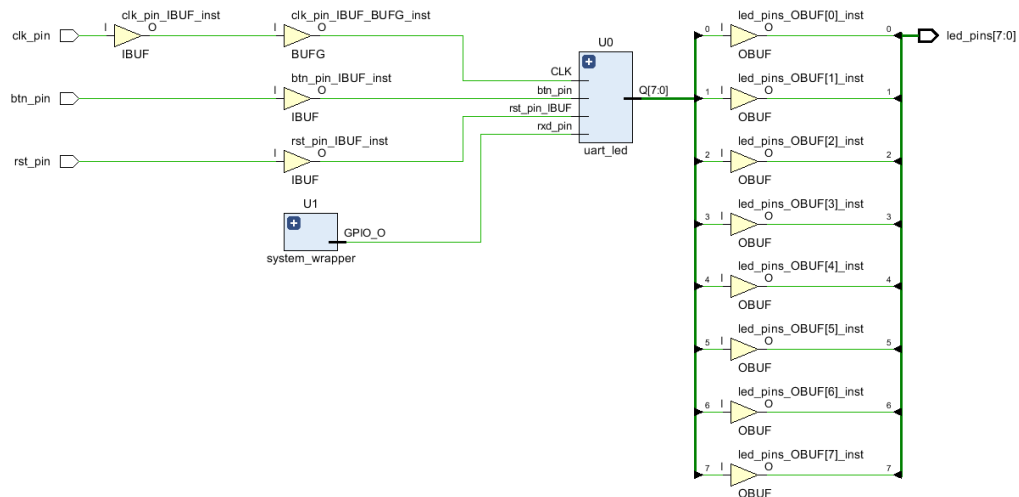 clk_pin
I
clk_pin_IBUF_inst
O
IBUF
I
clk_pin_IBUF_BUFG_inst
O
BUFG
btn_pin
I
btn_pin_IBUF_inst
O
IBUF
rst_pin
I
rst_pin_IBUF_inst
O
IBUF
U1
GPIO_O
system_wrapper
U0
CLK
btn_pin
rst_pin_IBUF
rxd_pin
Q[7:0]
uart_led
led_pins_OBUF[0]_inst
0 I O 0
OBUF
led_pins_OBUF[1]_inst
1 I O 1
OBUF
led_pins_OBUF[2]_inst
2 I O 2
OBUF
led_pins_OBUF[3]_inst
3 I O 3
OBUF
led_pins_OBUF[4]_inst
4 I O 4
OBUF
led_pins_OBUF[5]_inst
5 I O 5
OBUF
led_pins_OBUF[6]_inst
6 I O 6
OBUF
led_pins_OBUF[7]_inst
7 I O 7
OBUF
led_pins[7:0]